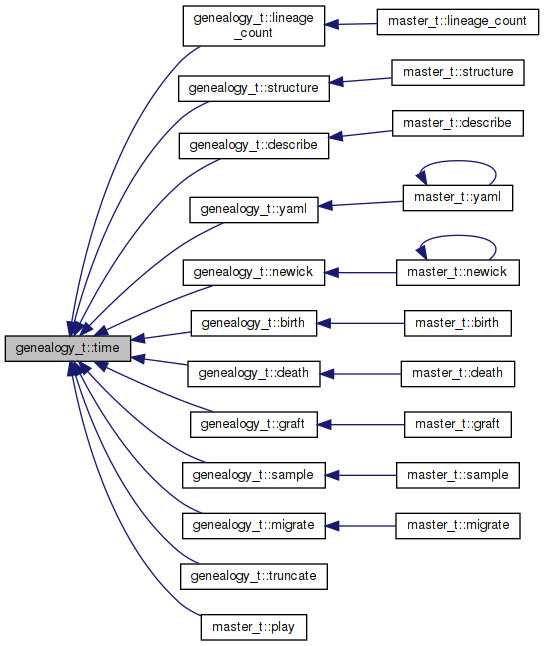 genealogy_t::lineage
_count
master_t::lineage_count
genealogy_t::structure
master_t::structure
genealogy_t::describe
master_t::describe
genealogy_t::yaml
master_t::yaml
genealogy_t::newick
master_t::newick
genealogy_t::birth
master_t::birth
genealogy_t::time
genealogy_t::death
master_t::death
genealogy_t::graft
master_t::graft
genealogy_t::sample
master_t::sample
genealogy_t::migrate
master_t::migrate
genealogy_t::truncate
master_t::play